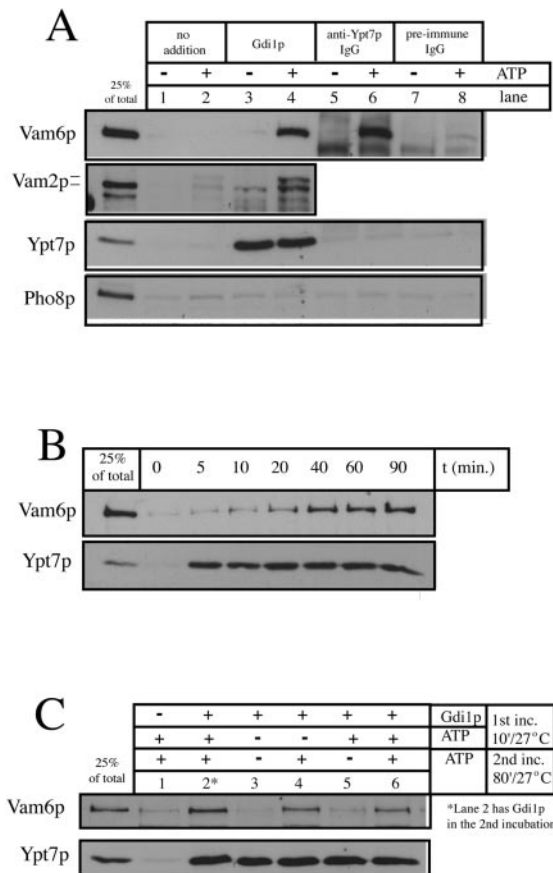 A
no addition Gdi1p anti-Ypt7p IgG pre-immune IgG
- + - + - + - + ATP
25% of total 1 2 3 4 5 6 7 8 lane
Vam6p
Vam2p
Ypt7p
Pho8p
B
25% of total 0 5 10 20 40 60 90 t (min.)
Vam6p
Ypt7p
C
- + + + + + Gdi1p 1st inc.
+ + - - + + ATP 10'/27°C
+ + - + - + ATP 2nd inc.
25% of total 1 2* 3 4 5 6 80'/27°C
Vam6p
*Lane 2 has Gdi1p
in the 2nd incubation
Ypt7p